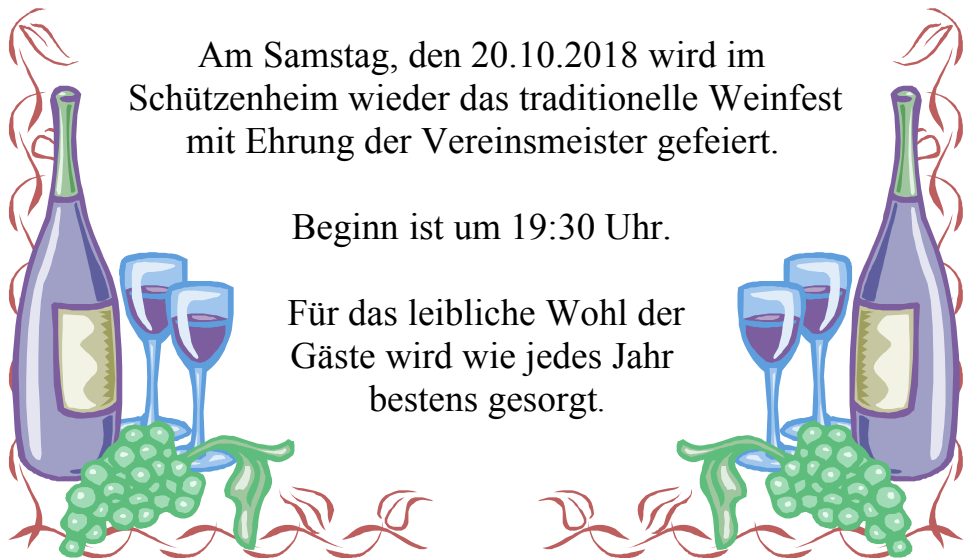 Am Samstag, den 20.10.2018 wird im
Schützenheim wieder das traditionelle Weinfest
mit Ehrung der Vereinsmeister gefeiert.
Beginn ist um 19:30 Uhr.
Für das leibliche Wohl der
Gäste wird wie jedes Jahr
bestens gesorgt.